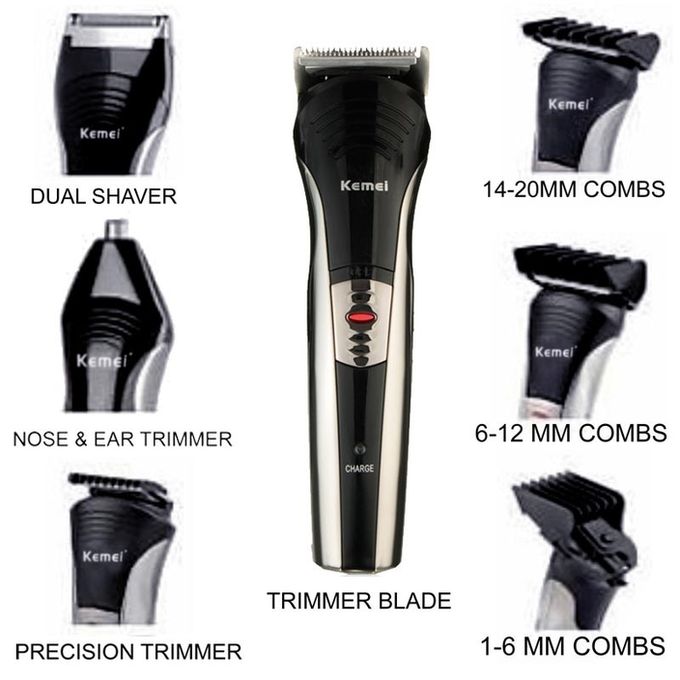 Kemei
DUAL SHAVER
Kemei
NOSE & EAR TRIMMER
Kemei
PRECISION TRIMMER
Kemei
CHARGE
TRIMMER BLADE
Kemei
14-20MM COMBS
Kemei
6-12 MM COMBS
1-6 MM COMBS